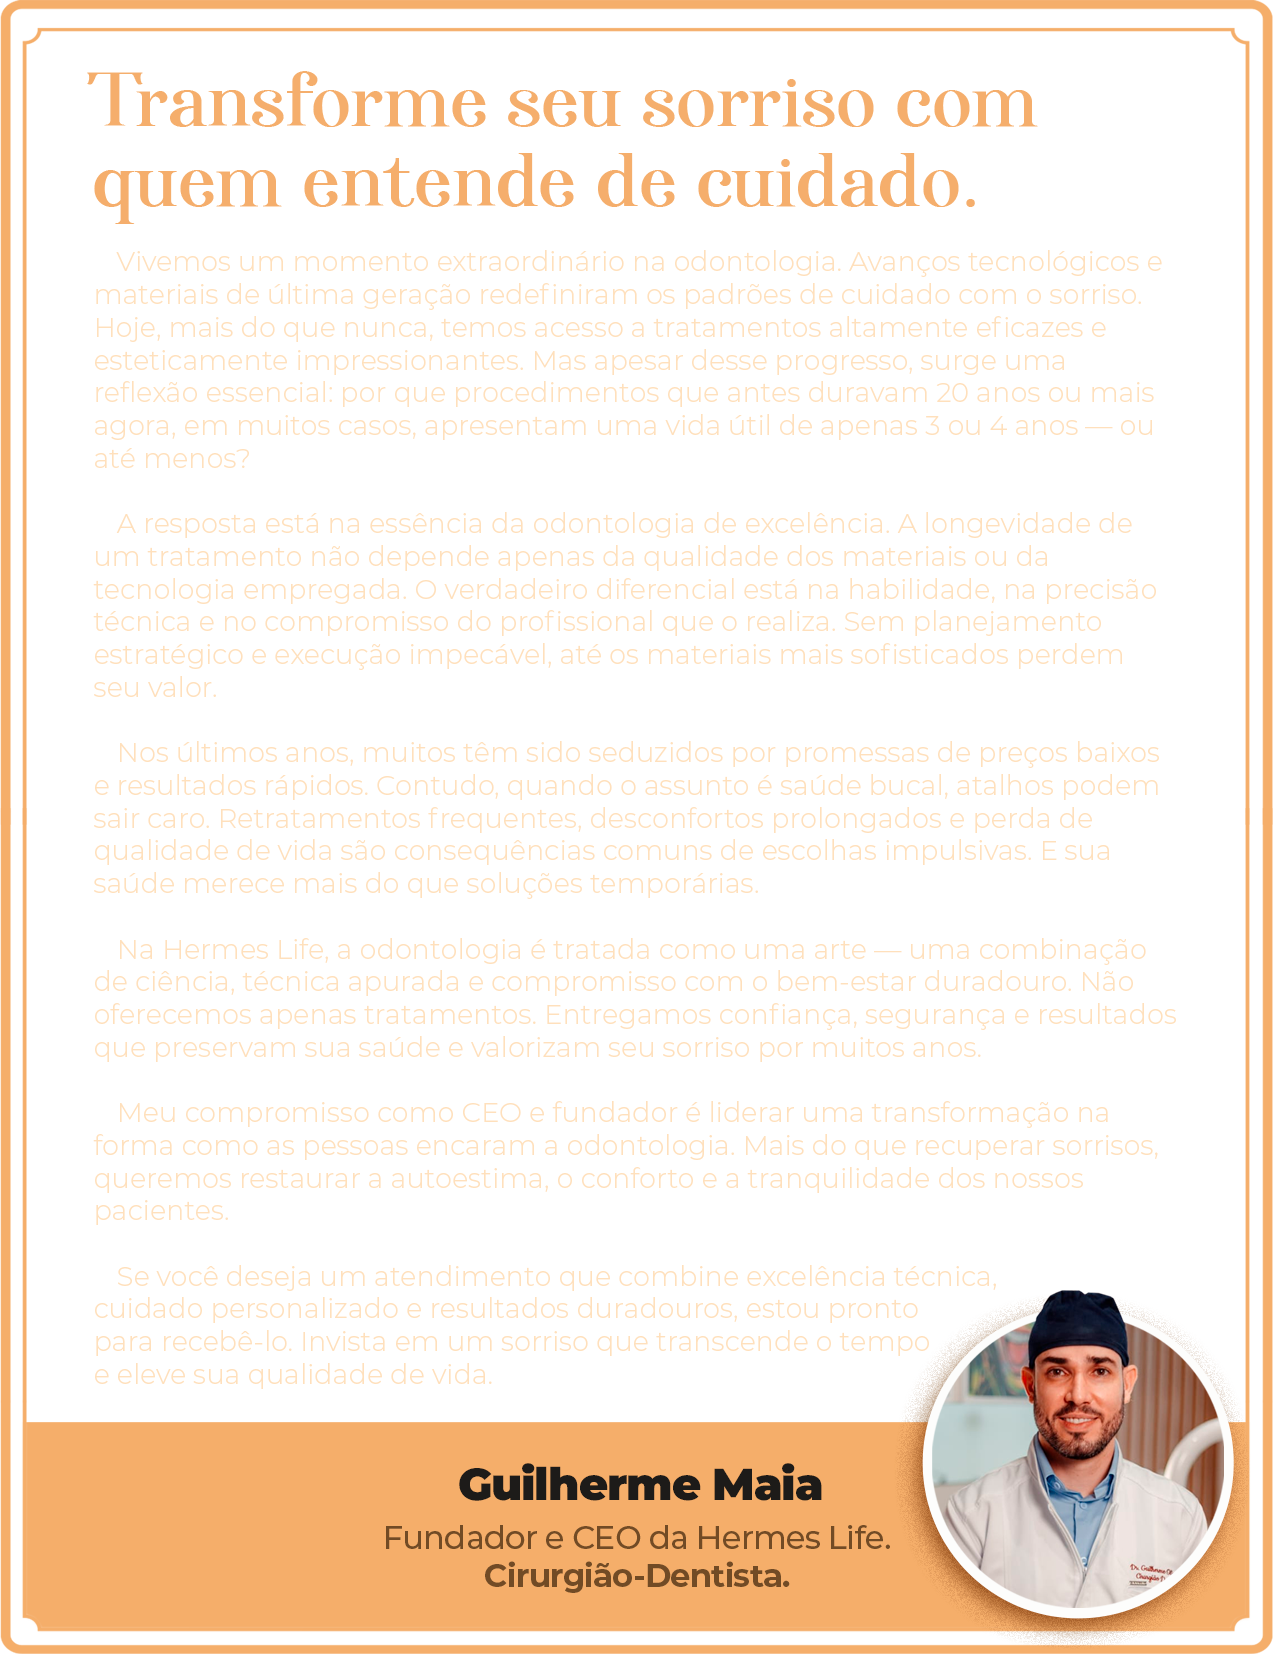 Transforme seu sorriso com
quem entende de cuidado.
Vivemos um momento extraordinário na odontologia. Avanços tecnológicos e
materiais de última geração redefiniram os padrões de cuidado com o sorriso.
Hoje, mais do que nunca, temos acesso a tratamentos altamente eficazes e
esteticamente impressionantes. Mas apesar desse progresso, surge uma
reflexão essencial: por que procedimentos que antes duravam 20 anos ou mais
agora, em muitos casos, apresentam uma vida útil de apenas 3 ou 4 anos — ou
até menos?
A resposta está na essência da odontologia de excelência. A longevidade de
um tratamento não depende apenas da qualidade dos materiais ou da
tecnologia empregada. O verdadeiro diferencial está na habilidade, na precisão
técnica e no compromisso do profissional que o realiza. Sem planejamento
estratégico e execução impecável, até os materiais mais sofisticados perdem
seu valor.
Nos últimos anos, muitos têm sido seduzidos por promessas de preços baixos
e resultados rápidos. Contudo, quando o assunto é saúde bucal, atalhos podem
sair caro. Retratamentos frequentes, desconfortos prolongados e perda de
qualidade de vida são consequências comuns de escolhas impulsivas. E sua
saúde merece mais do que soluções temporárias.
Na Hermes Life, a odontologia é tratada como uma arte — uma combinação
de ciência, técnica apurada e compromisso com o bem-estar duradouro. Não
oferecemos apenas tratamentos. Entregamos confiança, segurança e resultados
que preservam sua saúde e valorizam seu sorriso por muitos anos.
Meu compromisso como CEO e fundador é liderar uma transformação na
forma como as pessoas encaram a odontologia. Mais do que recuperar sorrisos,
queremos restaurar a autoestima, o conforto e a tranquilidade dos nossos
pacientes.
Se você deseja um atendimento que combine excelência técnica,
cuidado personalizado e resultados duradouros, estou pronto
para recebê-lo. Invista em um sorriso que transcende o tempo
e eleve sua qualidade de vida.
Guilherme Maia
Fundador e CEO da Hermes Life.
Cirurgião-Dentista.
Dr. Guilherme
Cirurgião